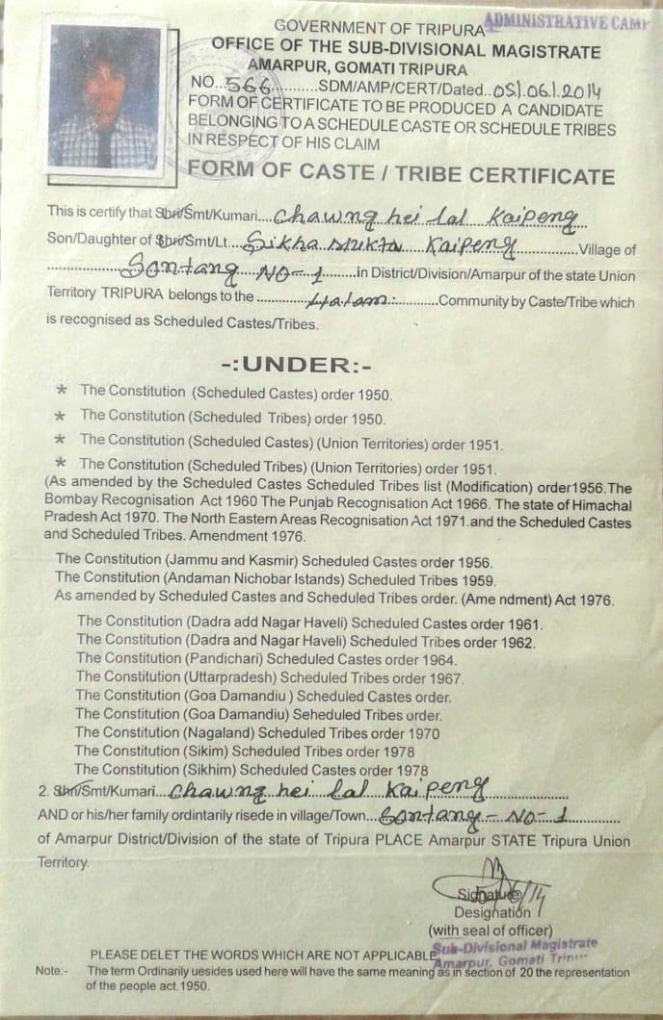 GOVERNMENT OF TRIPURA ADMINISTRATIVE CAMP
OFFICE OF THE SUB-DIVISIONAL MAGISTRATE
AMARPUR, GOMATI TRIPURA
NO..566..........SDM/AMP/CERT/Dated..05.06.2014
FORM OF CERTIFICATE TO BE PRODUCED A CANDIDATE
BELONGING TO A SCHEDULE CASTE OR SCHEDULE TRIBES
IN RESPECT OF HIS CLAIM
FORM OF CASTE / TRIBE CERTIFICATE
This is certify that Shri/Smt/Kumari....Chawng hei lal Kaipeng
Son/Daughter of Shri/Smt/Lt....Sikha Mukta Kaipeng..........Village of
................Sontang NO-1.........in District/Division/Amarpur of the state Union
Territory TRIPURA belongs to the ............Halam:..........Community by Caste/Tribe which
is recognised as Scheduled Castes/Tribes.
-:UNDER:-
* The Constitution (Scheduled Castes) order 1950.
* The Constitution (Scheduled Tribes) order 1950.
* The Constitution (Scheduled Castes) (Union Territories) order 1951.
* The Constitution (Scheduled Tribes) (Union Territories) order 1951.
(As amended by the Scheduled Castes Scheduled Tribes list (Modification) order1956.The
Bombay Recognisation Act 1960 The Punjab Recognisation Act 1966. The state of Himachal
Pradesh Act 1970. The North Eastern Areas Recognisation Act 1971.and the Scheduled Castes
and Scheduled Tribes. Amendment 1976.
The Constitution (Jammu and Kasmir) Scheduled Castes order 1956.
The Constitution (Andaman Nichobar Istands) Scheduled Tribes 1959.
As amended by Scheduled Castes and Scheduled Tribes order. (Ame ndment) Act 1976.
The Constitution (Dadra add Nagar Haveli) Scheduled Castes order 1961.
The Constitution (Dadra and Nagar Haveli) Scheduled Tribes order 1962.
The Constitution (Pandichari) Scheduled Castes order 1964.
The Constitution (Uttarpradesh) Scheduled Tribes order 1967.
The Constitution (Goa Damandiu ) Scheduled Castes order.
The Constitution (Goa Damandiu) Seheduled Tribes order.
The Constitution (Nagaland) Scheduled Tribes order 1970
The Constitution (Sikim) Scheduled Tribes order 1978
The Constitution (Sikhim) Scheduled Castes order 1978
2. Shri/Smt/Kumari...Chawng hei lal Kaipeng..................
AND or his/her family ordintarily risede in village/Town...Sontang - NO-1.........
of Amarpur District/Division of the state of Tripura PLACE Amarpur STATE Tripura Union
Territory.
Signature
Designation
(with seal of officer)
Sub-Divisional Magistrate
Amarpur, Gomati Tripura
PLEASE DELET THE WORDS WHICH ARE NOT APPLICABLE
Note:- The term Ordinarily uesides used here will have the same meaning as in section of 20 the representation
of the people act.1950.